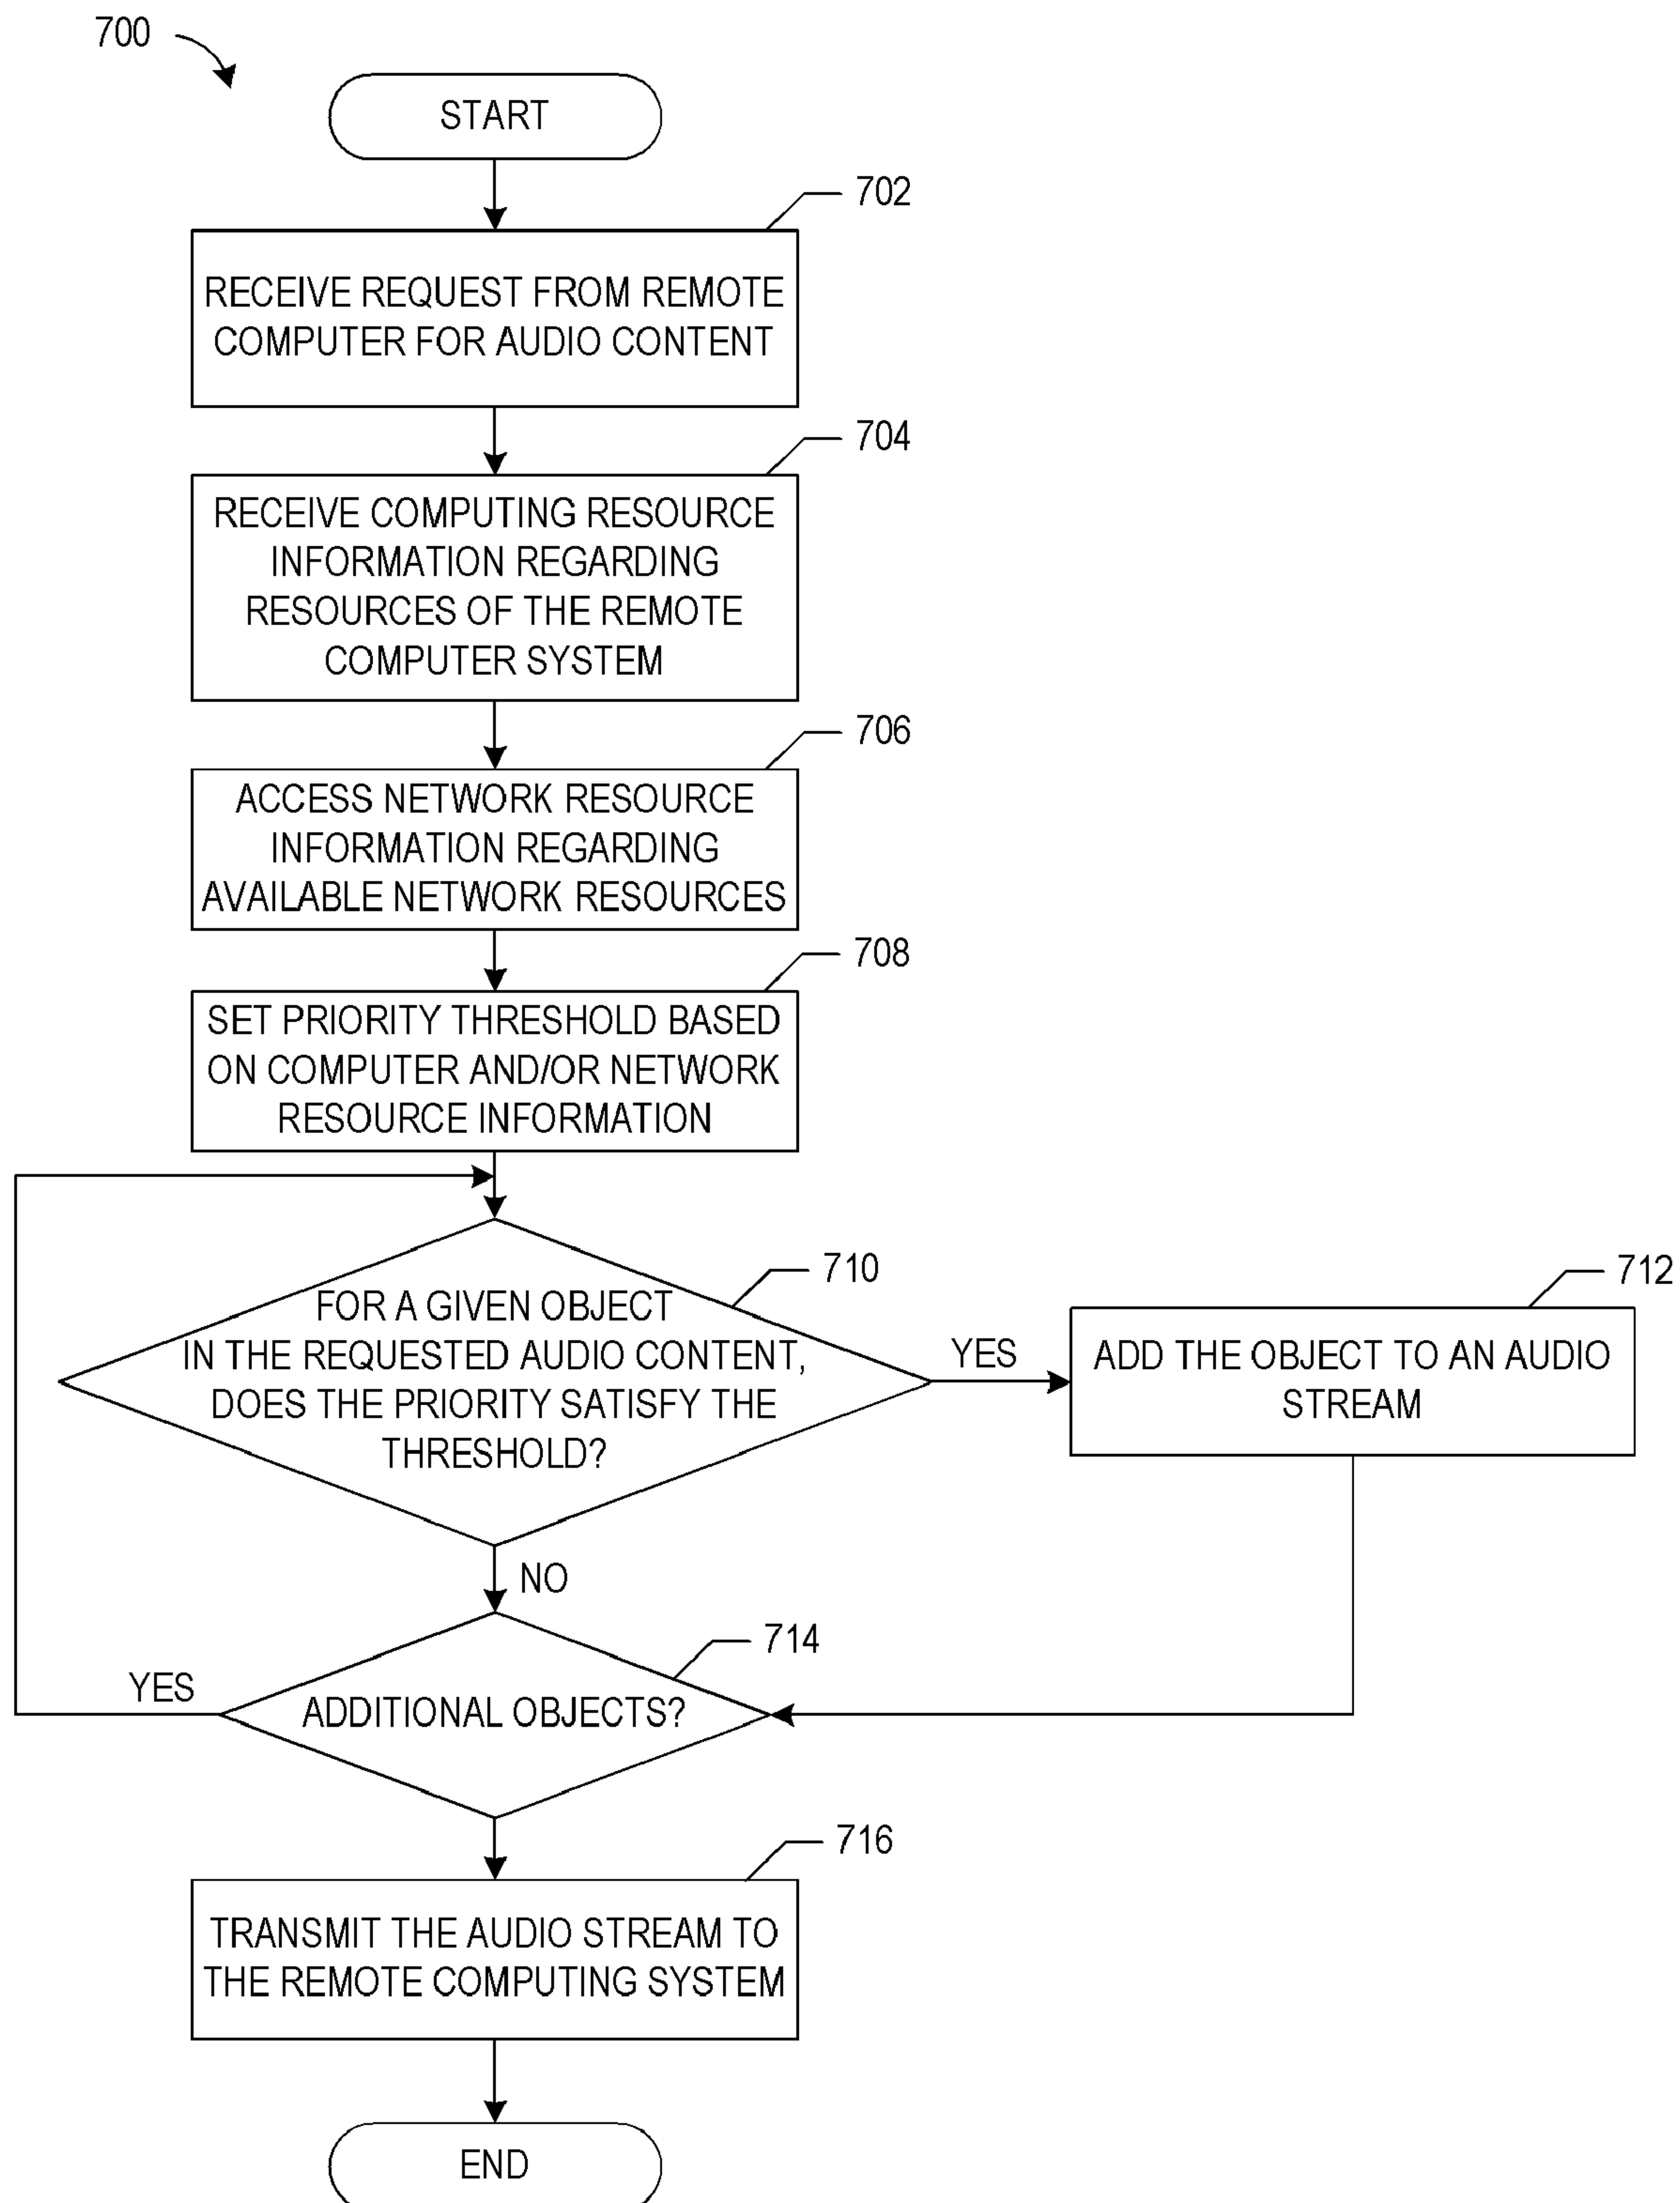 700
START
702
RECEIVE REQUEST FROM REMOTE
COMPUTER FOR AUDIO CONTENT
704
RECEIVE COMPUTING RESOURCE
INFORMATION REGARDING
RESOURCES OF THE REMOTE
COMPUTER SYSTEM
706
ACCESS NETWORK RESOURCE
INFORMATION REGARDING
AVAILABLE NETWORK RESOURCES
708
SET PRIORITY THRESHOLD BASED
ON COMPUTER AND/OR NETWORK
RESOURCE INFORMATION
710
FOR A GIVEN OBJECT
IN THE REQUESTED AUDIO CONTENT,
DOES THE PRIORITY SATISFY THE
THRESHOLD?
YES
712
ADD THE OBJECT TO AN AUDIO
STREAM
NO
714
YES
ADDITIONAL OBJECTS?
716
TRANSMIT THE AUDIO STREAM TO
THE REMOTE COMPUTING SYSTEM
END